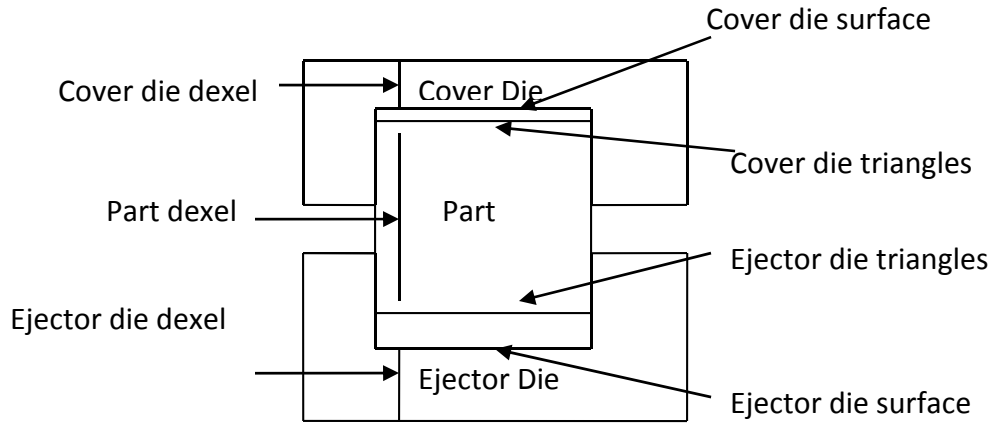 Cover die surface
Cover die dexel
Cover Die
Cover die triangles
Part dexel
Part
Ejector die triangles
Ejector die dexel
Ejector Die
Ejector die surface